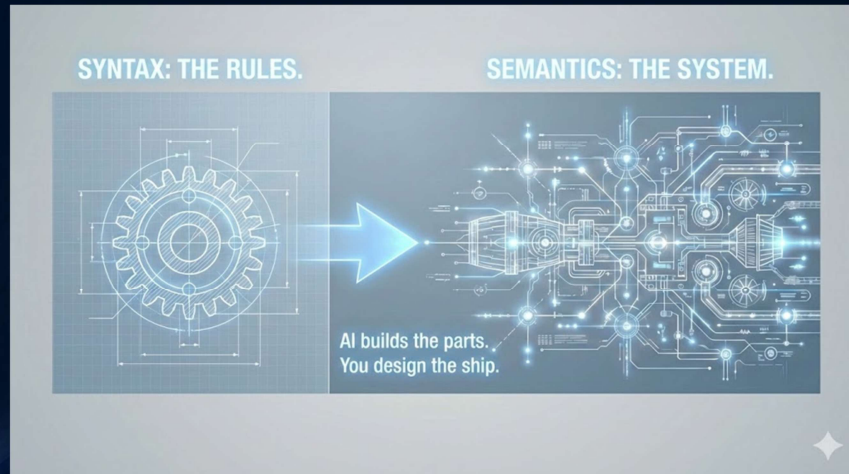 SYNTAX: THE RULES.
SEMANTICS: THE SYSTEM.
AI builds the parts.
You design the ship.